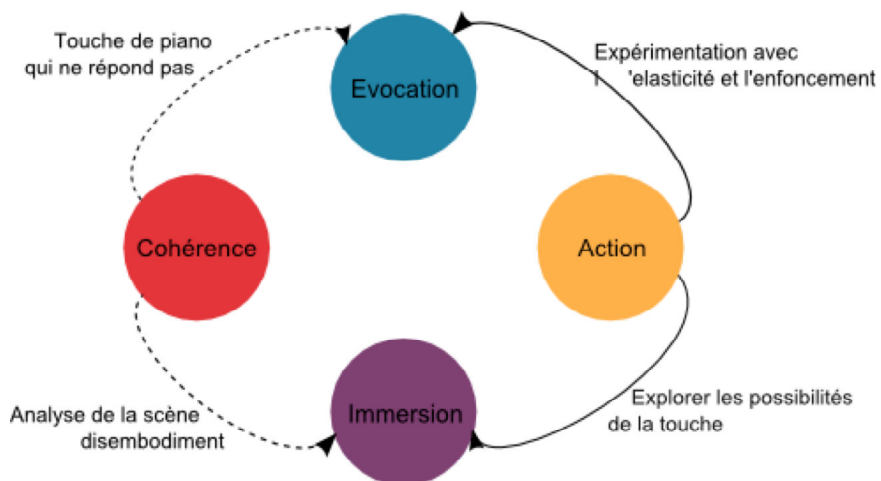 Touche de piano
qui ne répond pas
Evocation
Expérimentation avec
l 'elasticité et l'enfoncement
Cohérence
Action
Analyse de la scène
disembodiment
Immersion
Explorer les possibilités
de la touche